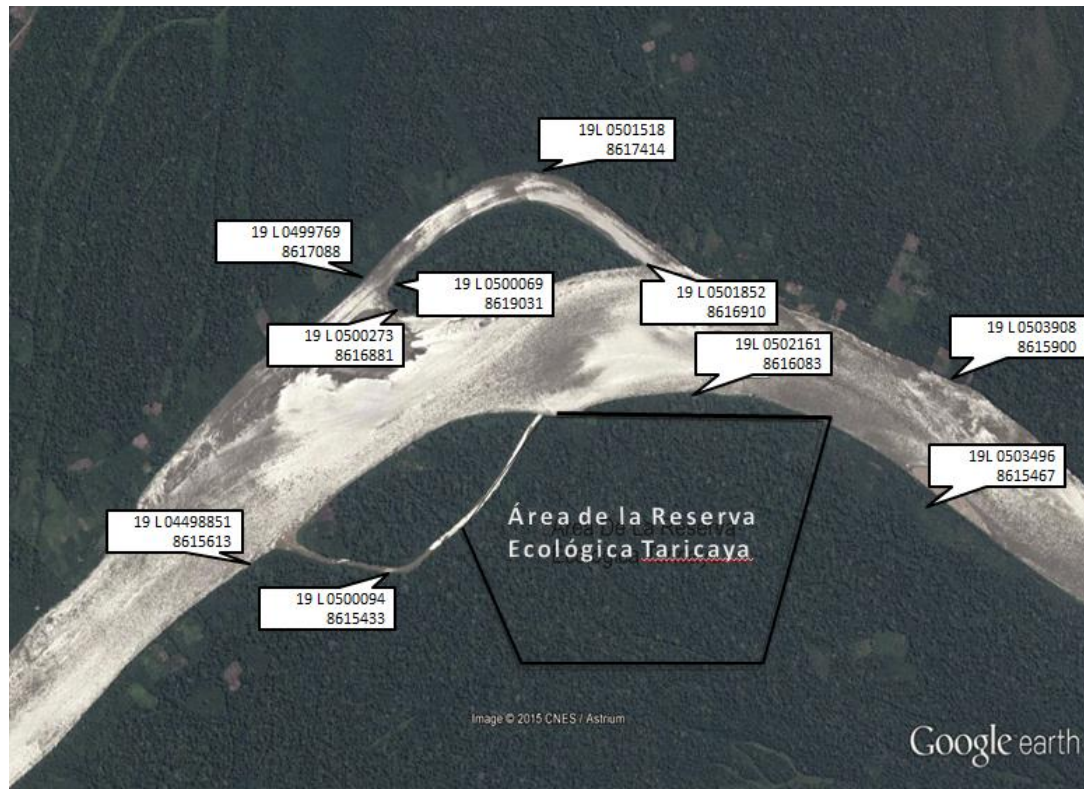 19L 0501518
8617414
19 L 0499769
8617088
19 L 0500069
8619031
19 L 0500273
8616881
19 L 0501852
8616910
19L 0502161
8616083
19 L 0503908
8615900
19L 0503496
8615467
19 L 04498851
8615613
19 L 0500094
8615433
Área de la Reserva
Ecológica Taricaya
Image © 2015 CNES / Astrium
Google earth